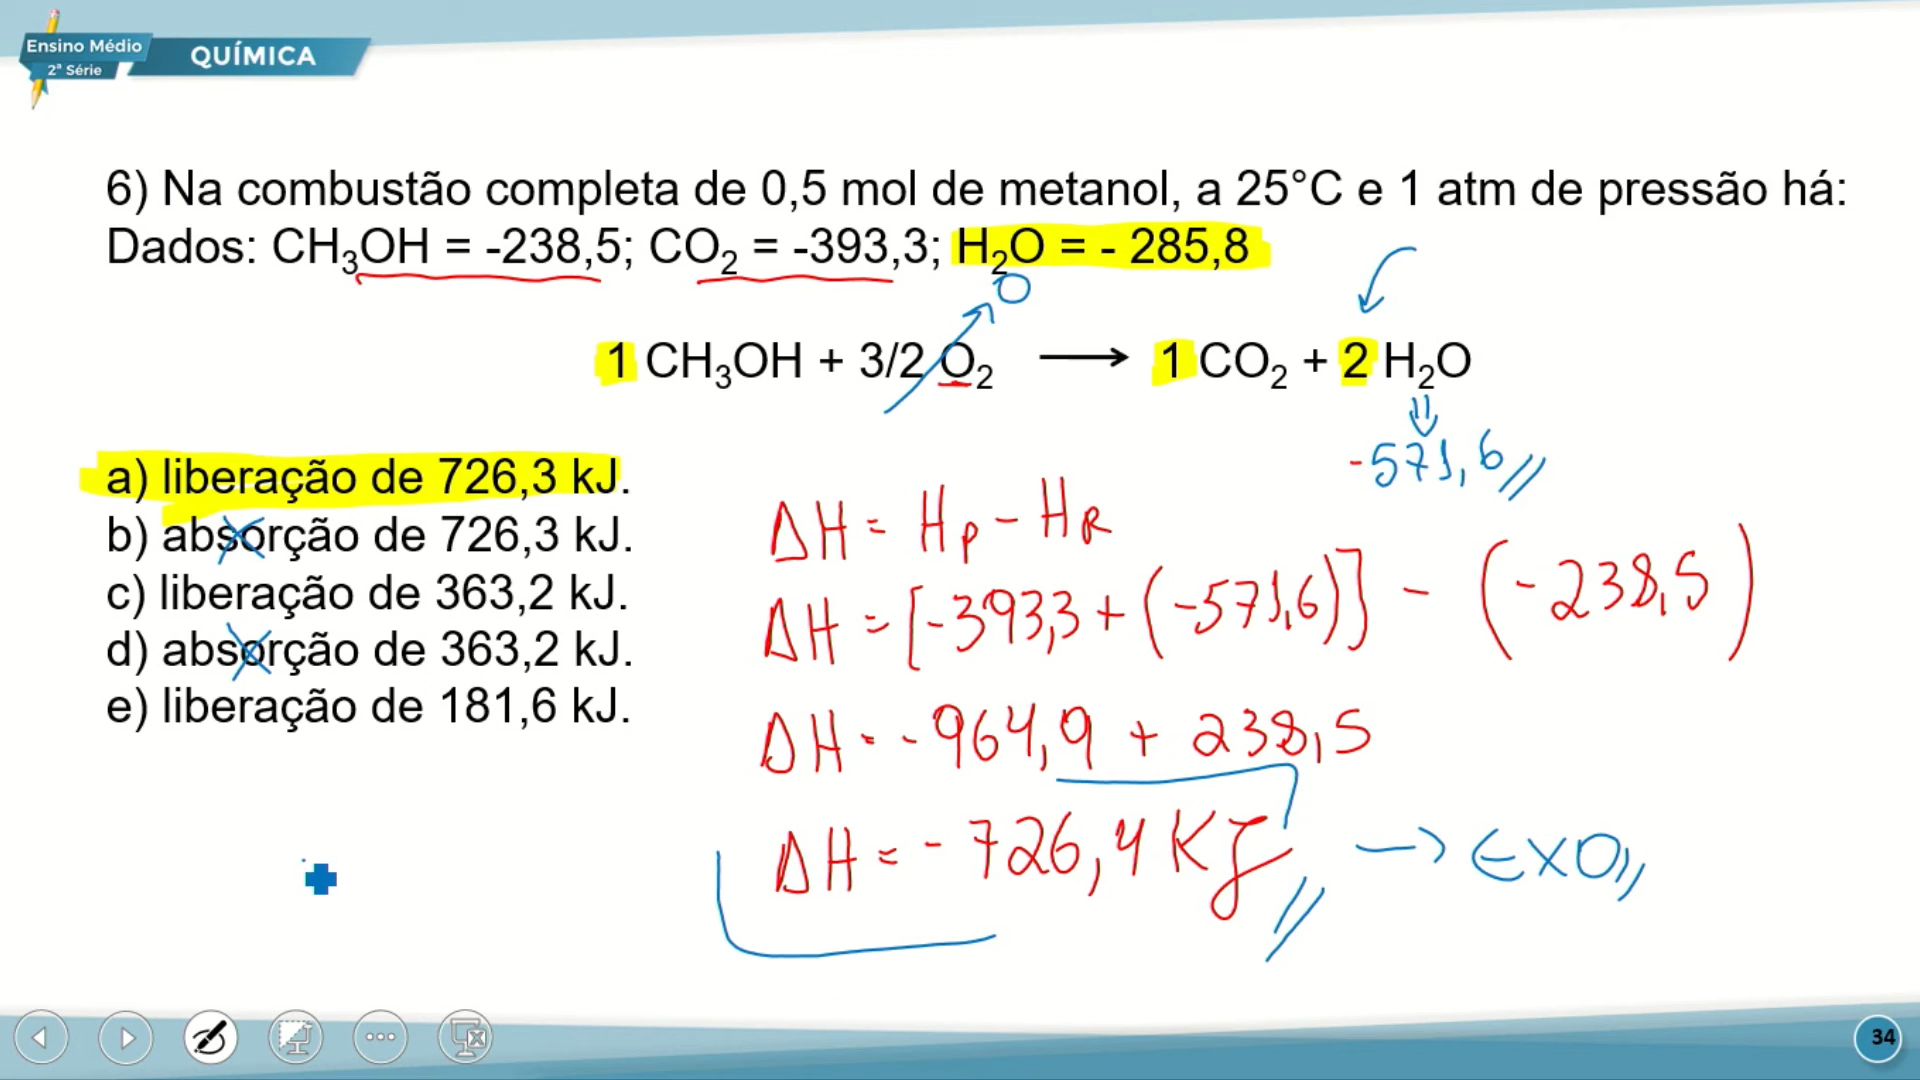 Ensino Médio
2ª Série
QUÍMICA
6) Na combustão completa de 0,5 mol de metanol, a 25°C e 1 atm de pressão há:
Dados: CH₃OH = -238,5; CO₂ = -393,3; H₂O = - 285,8
O
1 CH₃OH + 3/2 O₂ → 1 CO₂ + 2 H₂O
-571,6
a) liberação de 726,3 kJ.
b) absorção de 726,3 kJ.
c) liberação de 363,2 kJ.
d) absorção de 363,2 kJ.
e) liberação de 181,6 kJ.
ΔH = Hp - HR
ΔH = [-393,3 + (-571,6)] - (-238,5)
ΔH = -964,9 + 238,5
ΔH = - 726,4 KJ → EXO
34